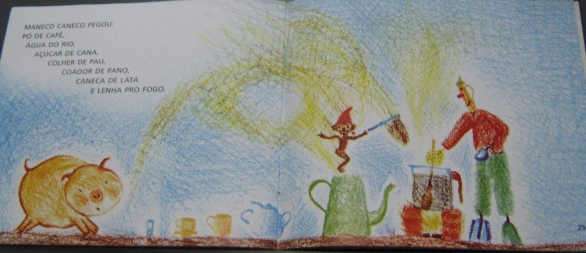 MANECO CANECO PEGOU:
PÓ DE CAFÉ,
ÁGUA DO RIO,
AÇÚCAR DE CANA,
COLHER DE PAU,
COADOR DE PANO,
CANECA DE LATA
E LENHA PRO FOGO.
29